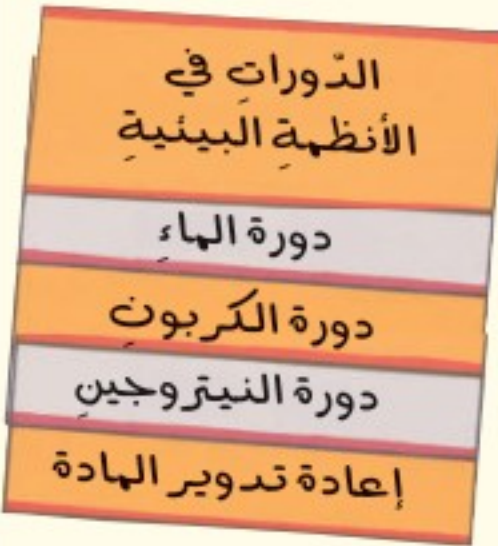 الدّوراتِ في
الأنظمةِ البيئيةِ
دورة الماءِ
دورة الكربونِ
دورة النيتروجينِ
إعادة تدوير المادة